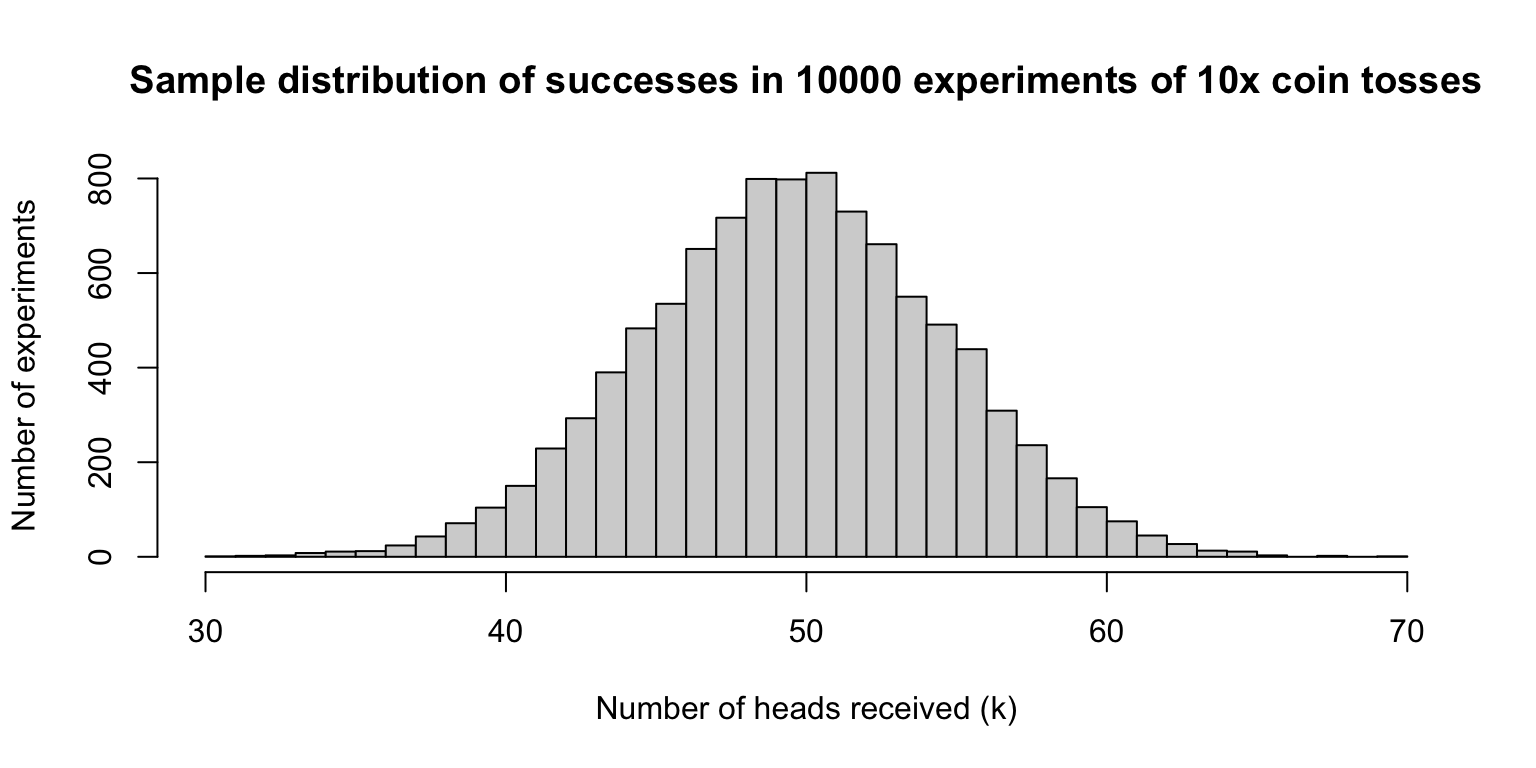 Sample distribution of successes in 10000 experiments of 10x coin tosses
Number of experiments
800
600
400
200
0
30 40 50 60 70
Number of heads received (k)